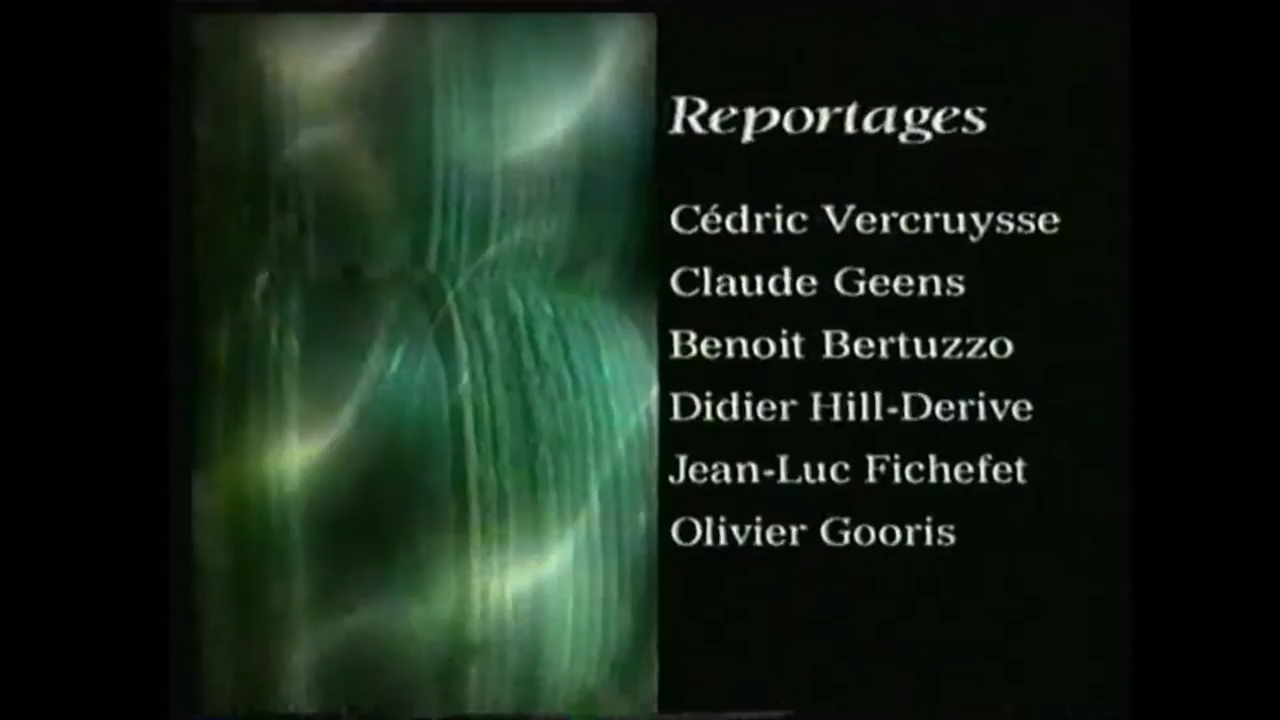 Reportages
Cédric Vercruysse
Claude Geens
Benoit Bertuzzo
Didier Hill-Derive
Jean-Luc Fichefet
Olivier Gooris